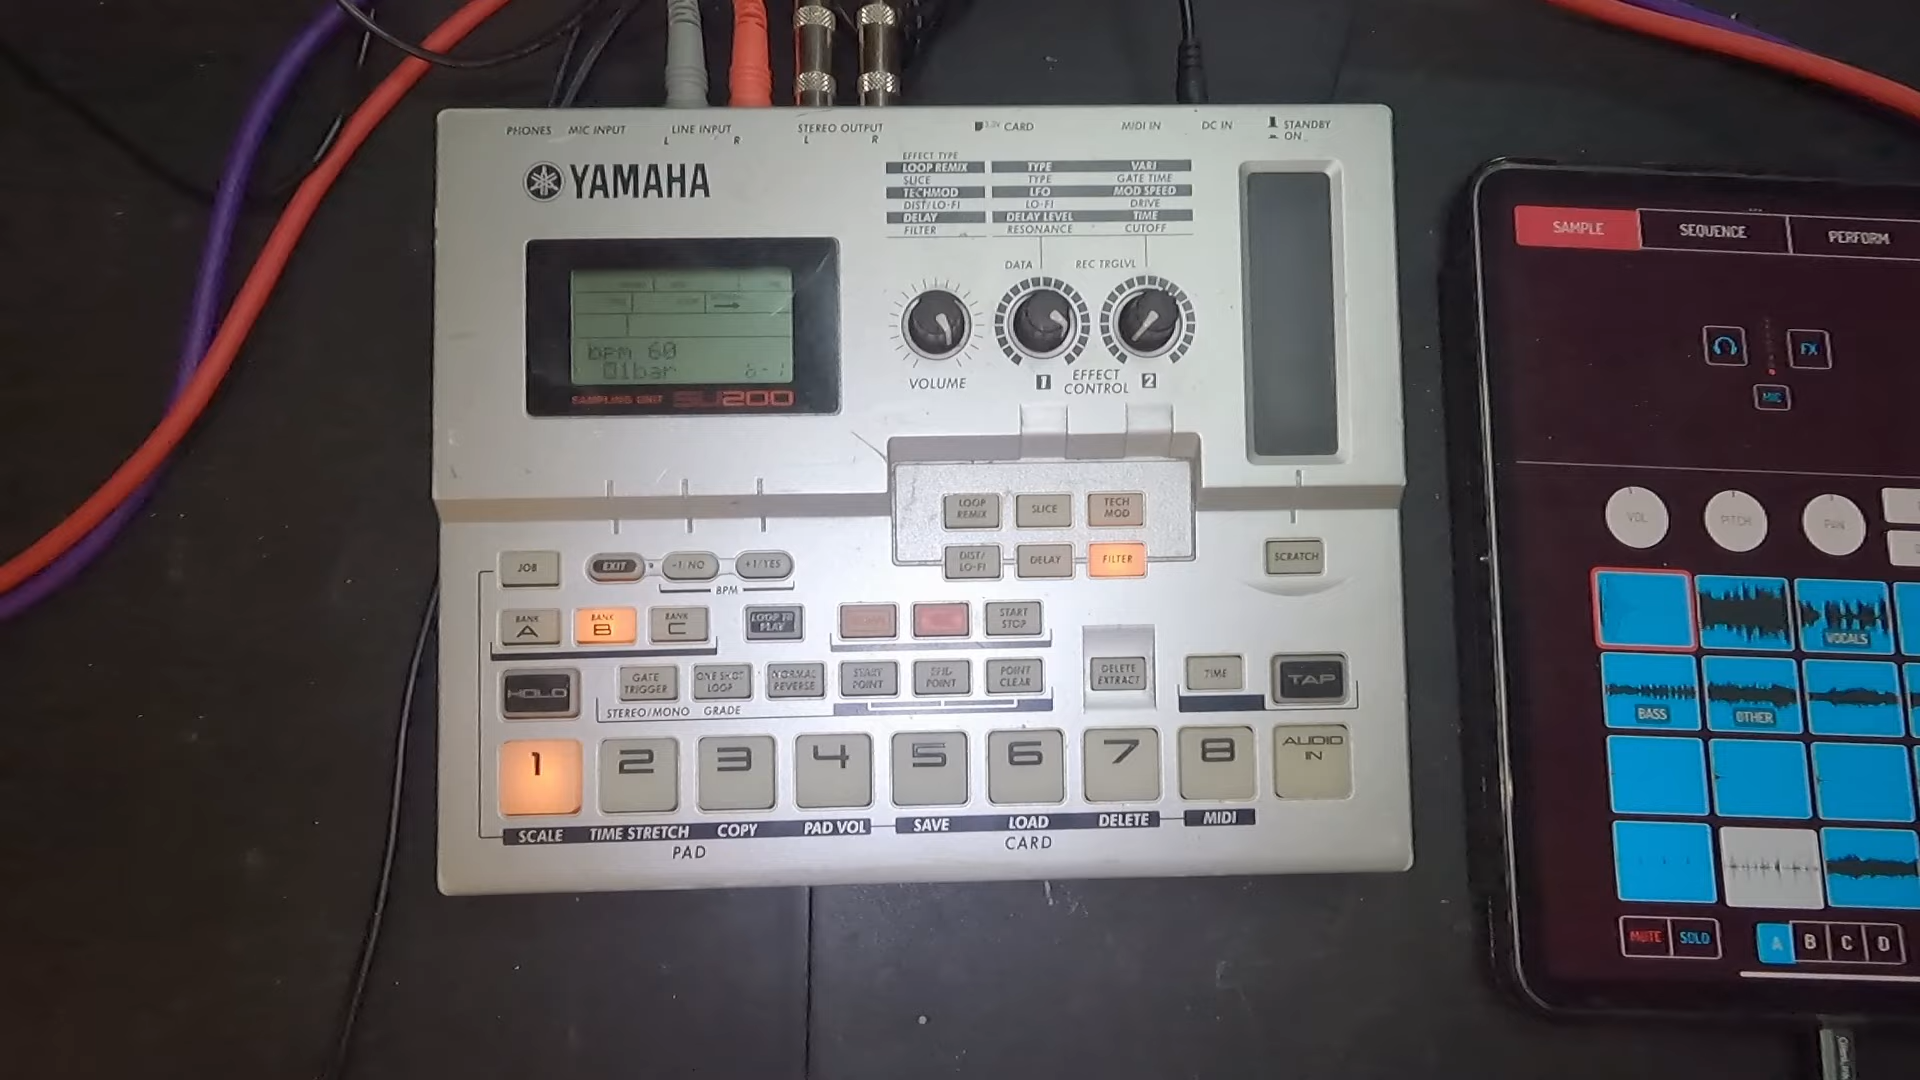 PHONES MIC INPUT LINE INPUT STEREO OUTPUT CARD MIDI IN DC IN STANDBY
L R L R ON
YAMAHA
EFFECT TYPE
LOOP REMIX TYPE VARI
SLICE TYPE GATE TIME
TECHMOD LFO MOD SPEED
DIST/LO-FI LO-FI DRIVE
DELAY DELAY LEVEL TIME
FILTER RESONANCE CUTOFF
DATA REC TRGLVL
bpm 60
01bar
SAMPLING UNIT SU200
VOLUME 1 EFFECT CONTROL 2
LOOP REMIX SLICE TECH MOD
DIST/LO-FI DELAY FILTER
SCRATCH
JOB EXIT -1/NO +1/YES
BPM
BANK A BANK B BANK C START STOP
HOLD GATE TRIGGER ONE SHOT LOOP NORMAL REVERSE START POINT END POINT POINT CLEAR DELETE EXTRACT TIME TAP
STEREO/MONO GRADE
1 2 3 4 5 6 7 8 AUDIO IN
SCALE TIME STRETCH COPY PAD VOL SAVE LOAD DELETE MIDI
PAD CARD
SAMPLE SEQUENCE PERFORM
FX
MIC
VOL PITCH PAN
VOCALS
BASS OTHER
MUTE SOLO A B C D